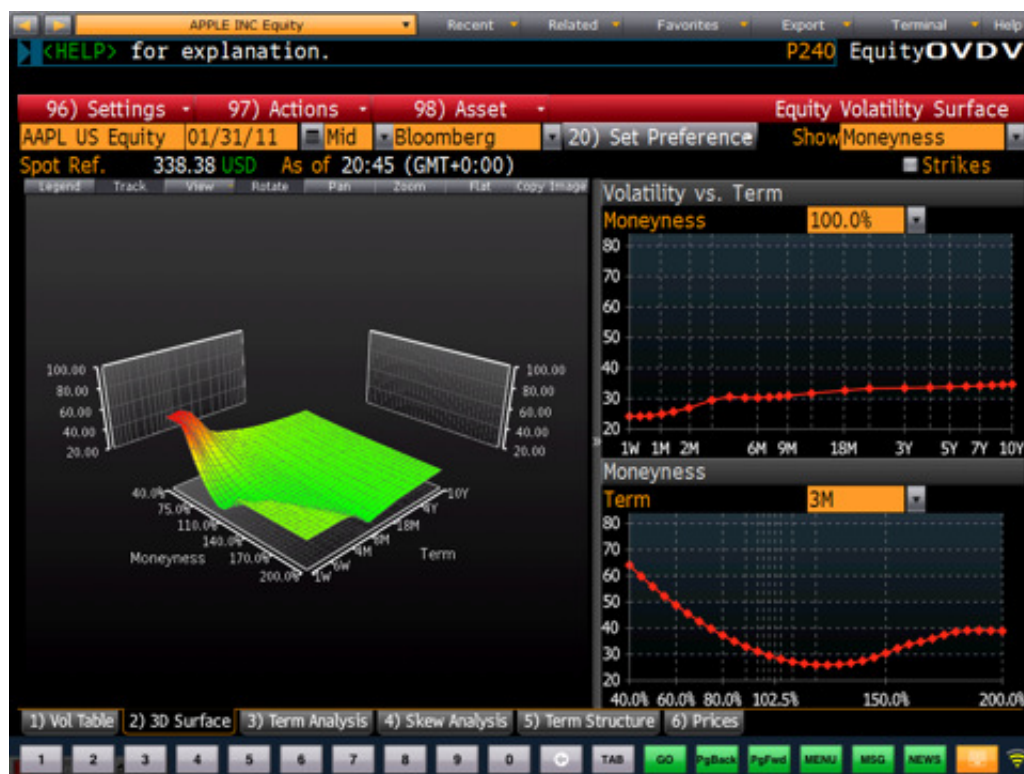 APPLE INC Equity Recent Related Favorites Export Terminal Help
<HELP> for explanation. P240 Equity OVDV
96) Settings 97) Actions 98) Asset Equity Volatility Surface
AAPL US Equity 01/31/11 Mid Bloomberg 20) Set Preference Show Moneyness
Spot Ref. 338.38 USD As of 20:45 (GMT+0:00) Strikes
Legend Track View Rotate Pan Zoom Flat Copy Image
100.00
80.00
60.00
40.00
20.00
100.00
80.00
60.00
40.00
20.00
40.0%
75.0%
110.0%
140.0%
170.0%
200.0%
Moneyness
1W
6W
4M
8M
18M
4Y
10Y
Term
Volatility vs. Term
Moneyness 100.0%
80
70
60
50
40
30
20
1W 1M 2M 6M 9M 18M 3Y 5Y 7Y 10Y
Moneyness
Term 3M
80
70
60
50
40
30
20
40.0% 60.0% 80.0% 102.5% 150.0% 200.0%
1) Vol Table 2) 3D Surface 3) Term Analysis 4) Skew Analysis 5) Term Structure 6) Prices
1 2 3 4 5 6 7 8 9 0 TAB GO PgBack PgFwd MENU MSG NEWS